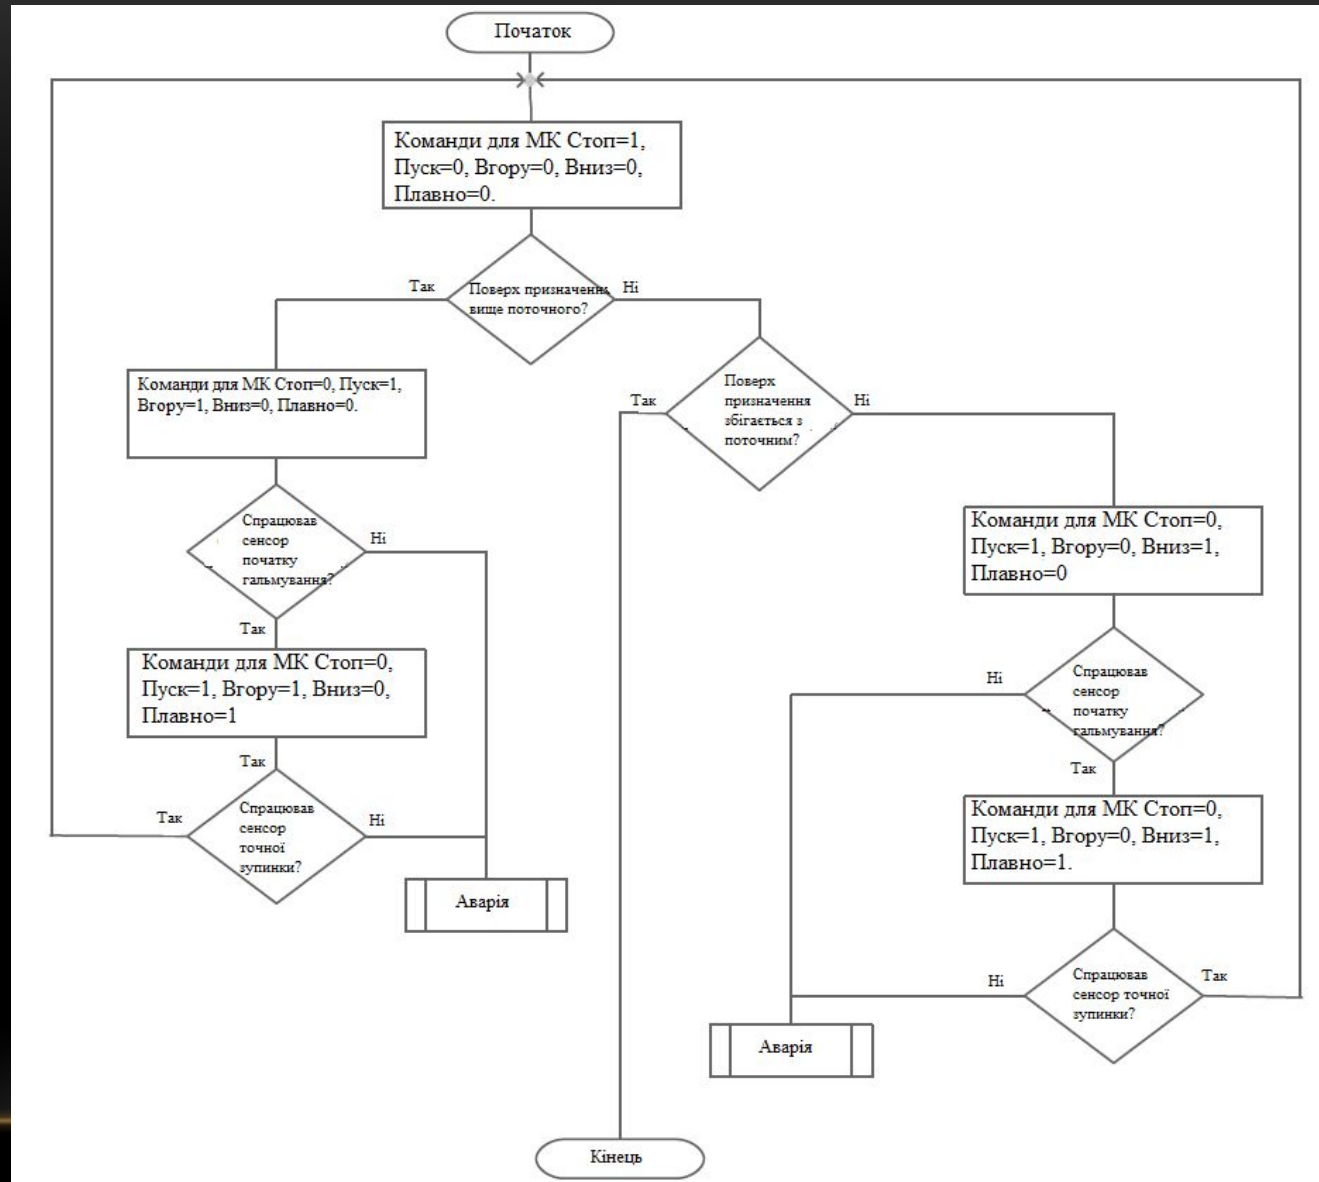 Початок
Команди для МК Стоп=1,
Пуск=0, Вгору=0, Вниз=0,
Плавно=0.
Так
Поверх призначення
вище поточного?
Ні
Команди для МК Стоп=0, Пуск=1,
Вгору=1, Вниз=0, Плавно=0.
Так
Поверх
призначення
збігається з
поточним?
Ні
Спрацював
сенсор
початку
гальмування?
Ні
Так
Команди для МК Стоп=0,
Пуск=1, Вгору=0, Вниз=1,
Плавно=0
Команди для МК Стоп=0,
Пуск=1, Вгору=1, Вниз=0,
Плавно=1
Ні
Спрацював
сенсор
початку
гальмування?
Так
Так
Так
Спрацював
сенсор
точної
зупинки?
Ні
Команди для МК Стоп=0,
Пуск=1, Вгору=0, Вниз=1,
Плавно=1.
Аварія
Ні
Спрацював
сенсор точної
зупинки?
Так
Аварія
Кінець